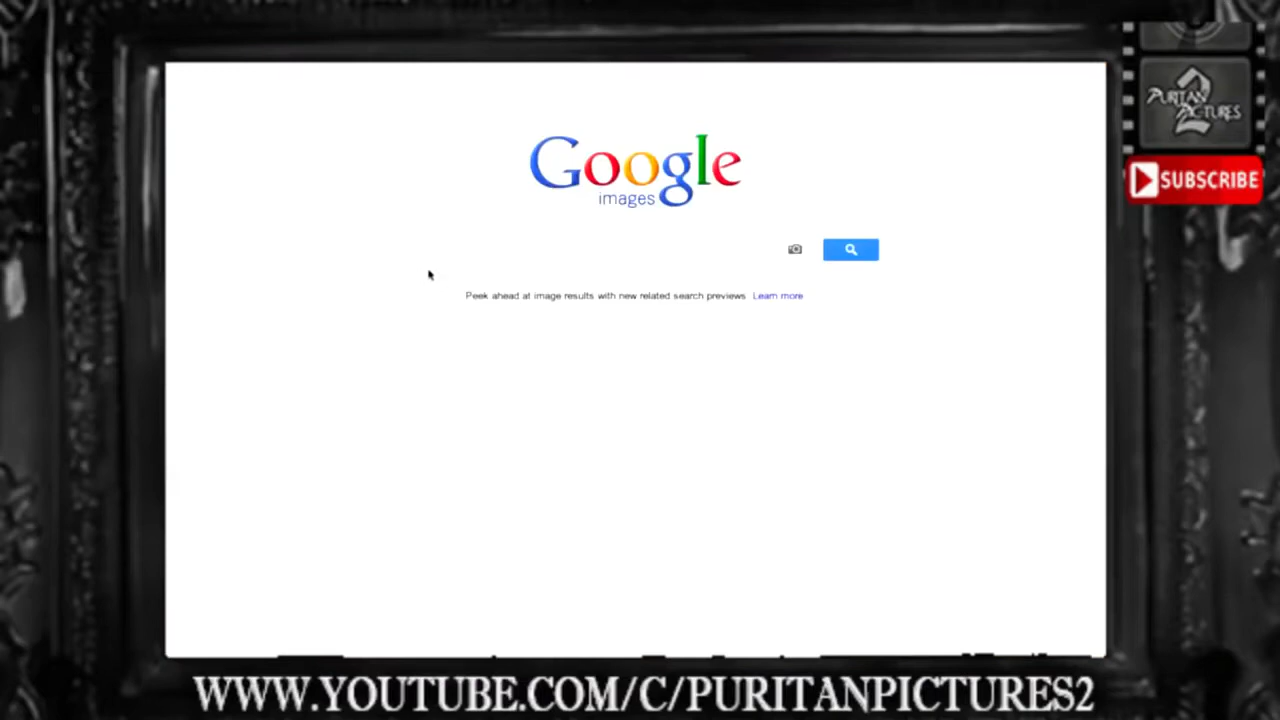 Google
images
Peek ahead at image results with new related search previews Learn more
PURITAN
2
PICTURES
SUBSCRIBE
WWW.YOUTUBE.COM/C/PURITANPICTURES2